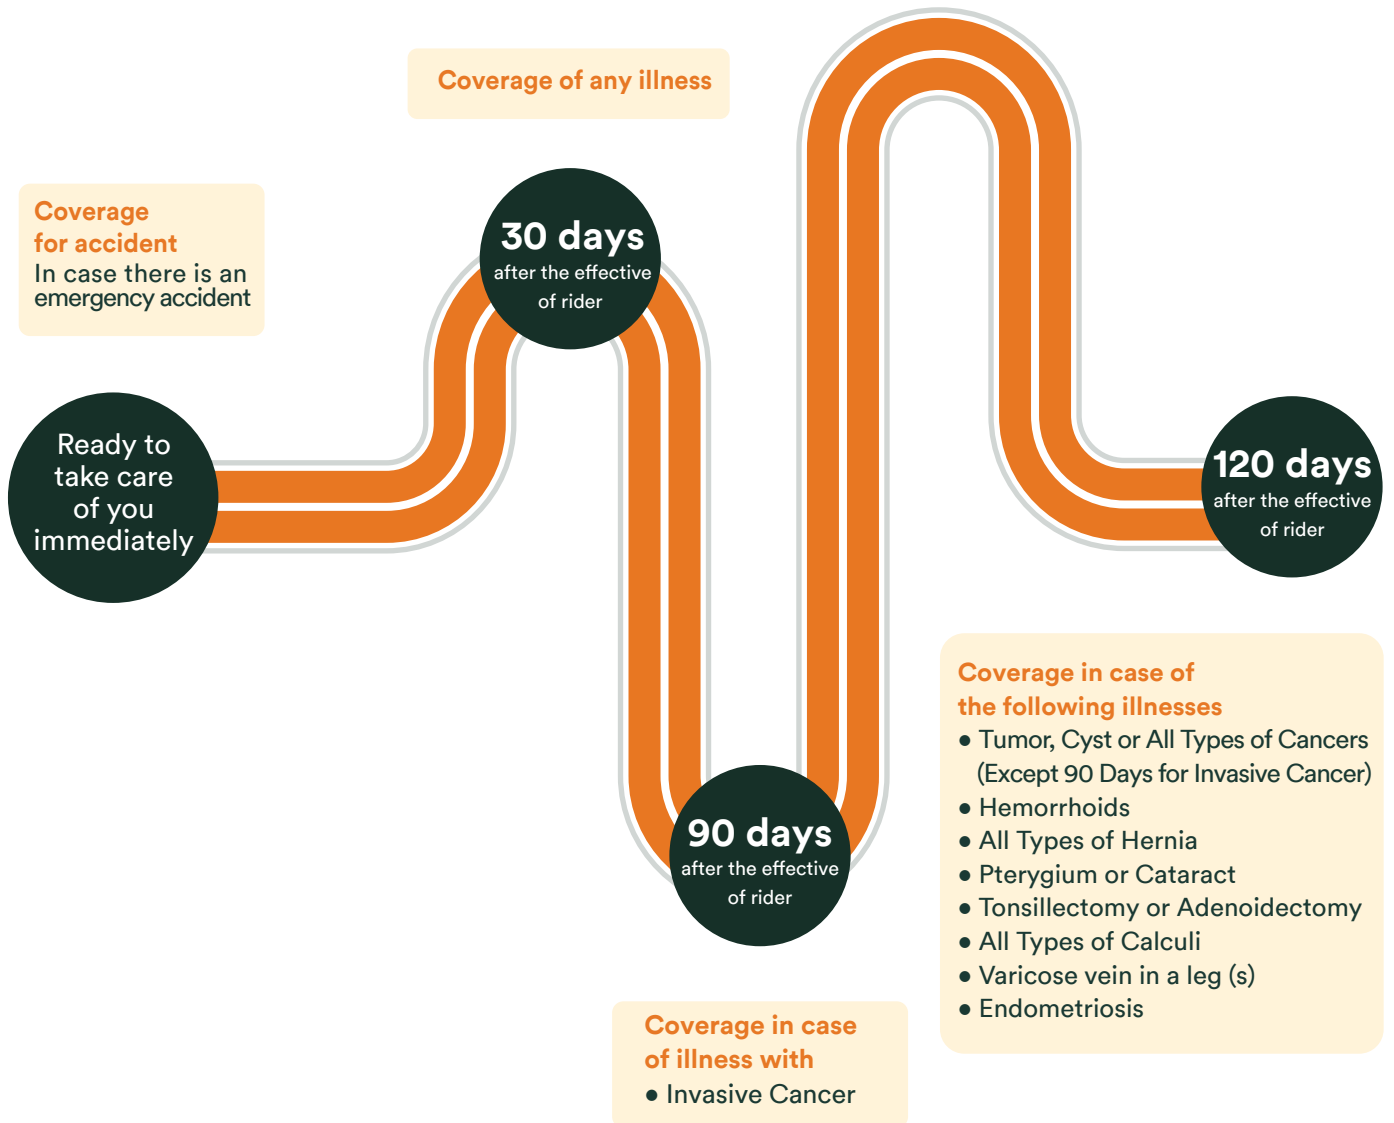 Coverage of any illness
Coverage
for accident
In case there is an
emergency accident
30 days
after the effective
of rider
Ready to
take care
of you
immediately
120 days
after the effective
of rider
90 days
after the effective
of rider
Coverage in case of
the following illnesses
● Tumor, Cyst or All Types of Cancers
(Except 90 Days for Invasive Cancer)
● Hemorrhoids
● All Types of Hernia
● Pterygium or Cataract
● Tonsillectomy or Adenoidectomy
● All Types of Calculi
● Varicose vein in a leg (s)
● Endometriosis
Coverage in case
of illness with
● Invasive Cancer